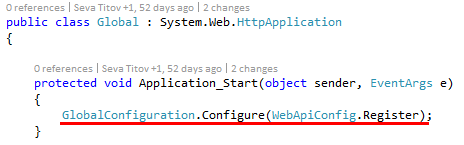 0 references | Seva Titov +1, 52 days ago | 2 changes
public class Global : System.Web.HttpApplication
{
0 references | Seva Titov +1, 52 days ago | 2 changes
protected void Application_Start(object sender, EventArgs e)
{
GlobalConfiguration.Configure(WebApiConfig.Register);
}